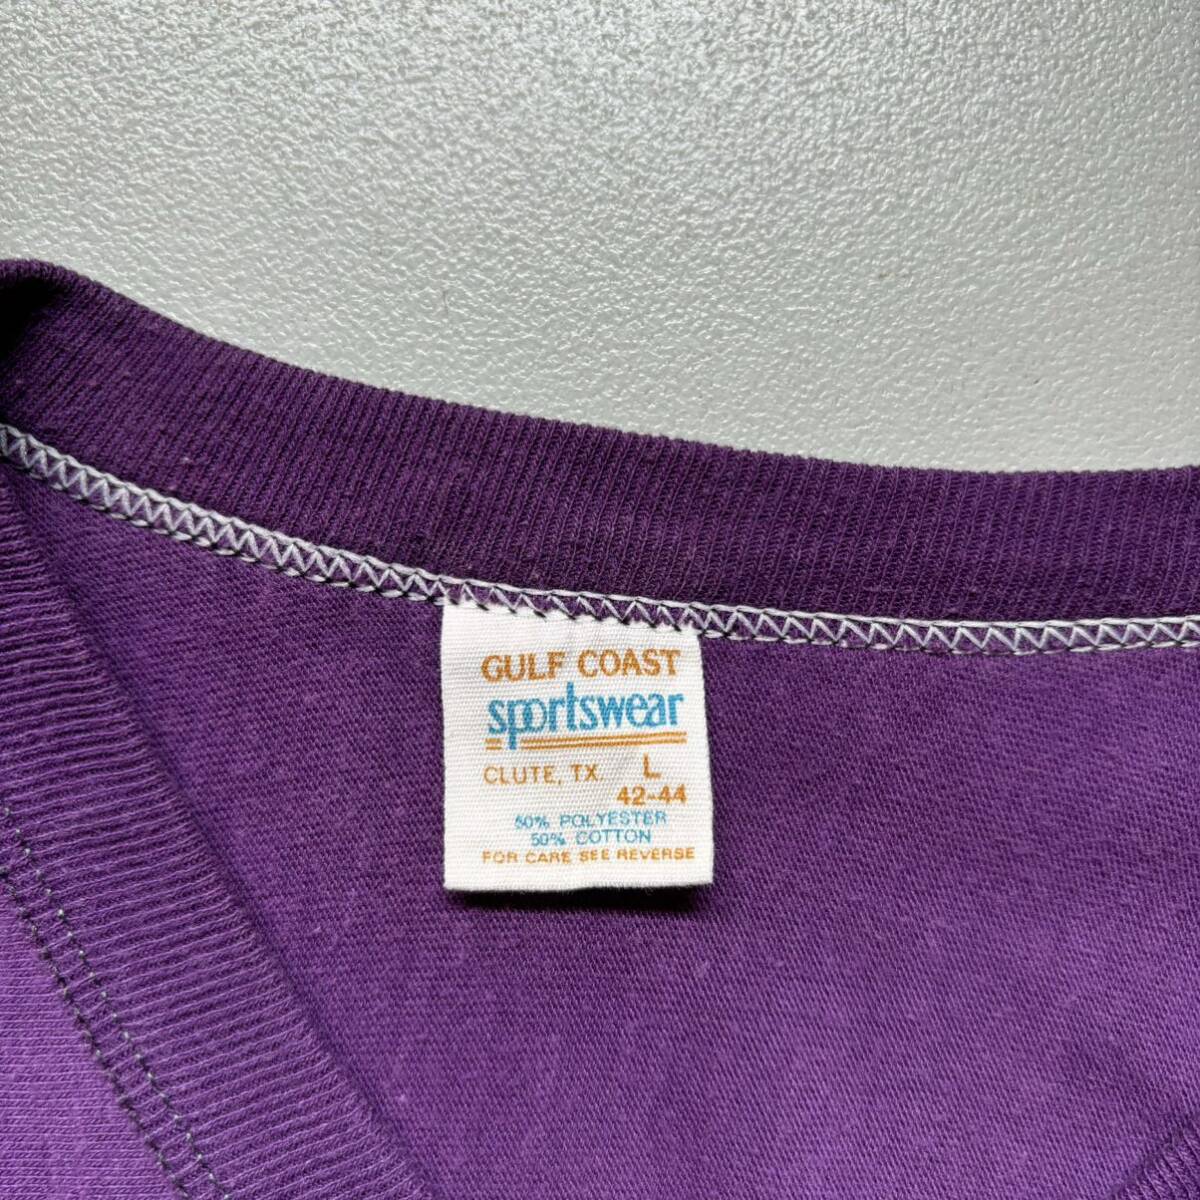 GULF COAST
sportswear
CLUTE, TX. L
42-44
50% POLYESTER
50% COTTON
FOR CARE SEE REVERSE